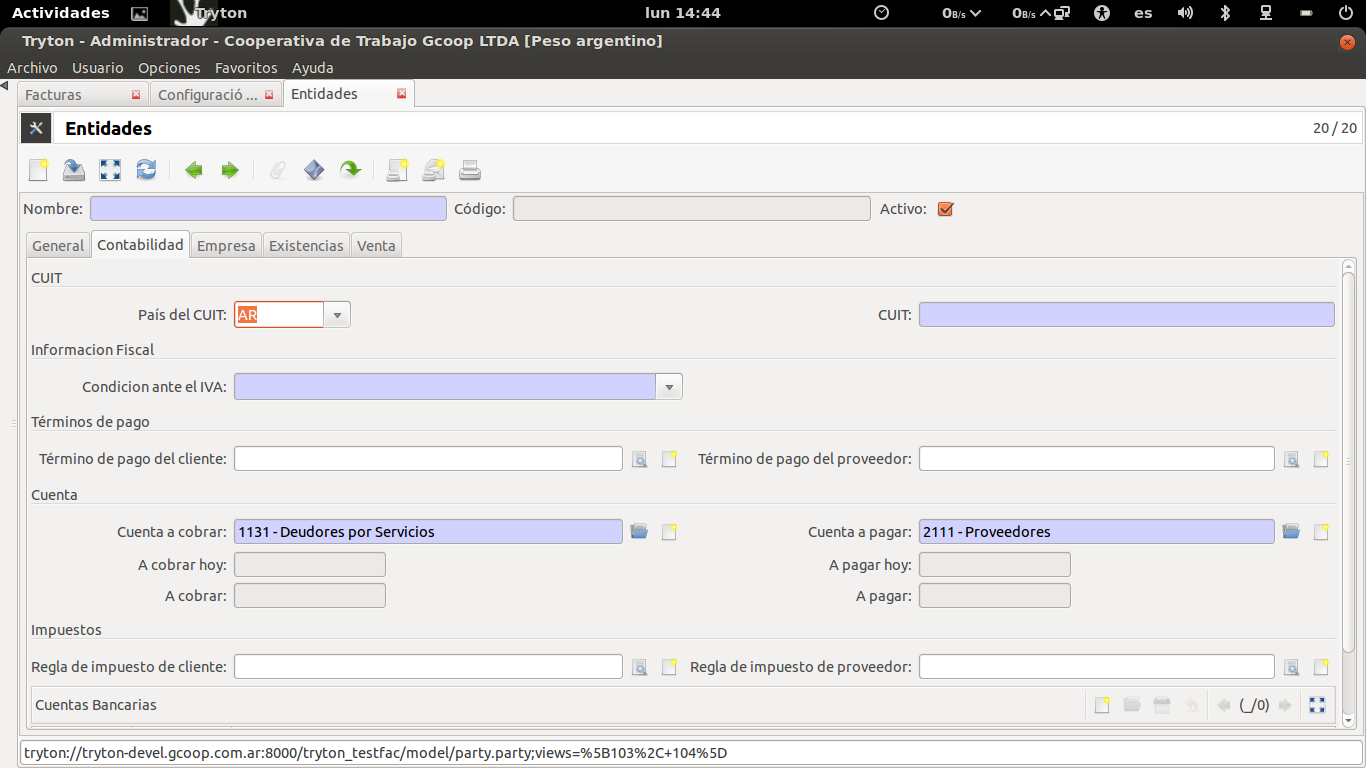 Actividades Tryton lun 14:44 0B/s 0B/s es
Tryton - Administrador - Cooperativa de Trabajo Gcoop LTDA [Peso argentino]
Archivo Usuario Opciones Favoritos Ayuda
Facturas Configuració ... Entidades
Entidades 20 / 20
Nombre: Código: Activo:
General Contabilidad Empresa Existencias Venta
CUIT
País del CUIT: AR CUIT:
Informacion Fiscal
Condicion ante el IVA:
Términos de pago
Término de pago del cliente: Término de pago del proveedor:
Cuenta
Cuenta a cobrar: 1131 - Deudores por Servicios Cuenta a pagar: 2111 - Proveedores
A cobrar hoy: A pagar hoy:
A cobrar: A pagar:
Impuestos
Regla de impuesto de cliente: Regla de impuesto de proveedor:
Cuentas Bancarias (_/0)
tryton://tryton-devel.gcoop.com.ar:8000/tryton_testfac/model/party.party;views=%5B103%2C+104%5D